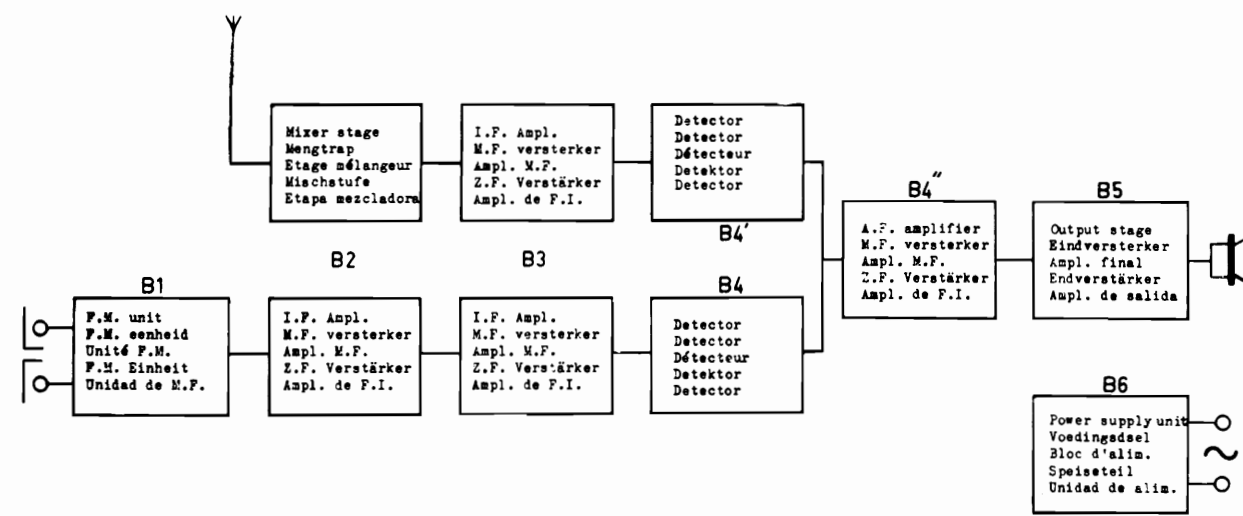 Mixer stage
Mengtrap
Etage mélangeur
Mischstufe
Etapa mezcladora
I.F. Ampl.
M.F. versterker
Ampl. M.F.
Z.F. Verstärker
Ampl. de F.I.
Detector
Detector
Détecteur
Detektor
Detector
B4'
B2
B3
B4"
A.F. amplifier
M.F. versterker
Ampl. M.F.
Z.F. Verstärker
Ampl. de F.I.
B5
Output stage
Eindversterker
Ampl. final
Endverstärker
Ampl. de salida
B1
F.M. unit
F.M. eenheid
Unité F.M.
F.M. Einheit
Unidad de M.F.
I.F. Ampl.
M.F. versterker
Ampl. M.F.
Z.F. Verstärker
Ampl. de F.I.
I.F. Ampl.
M.F. versterker
Ampl. M.F.
Z.F. Verstärker
Ampl. de F.I.
B4
Detector
Detector
Détecteur
Detektor
Detector
B6
Power supply unit
Voedingsdsel
Bloc d'alim.
Speiseteil
Unidad de alim.
~